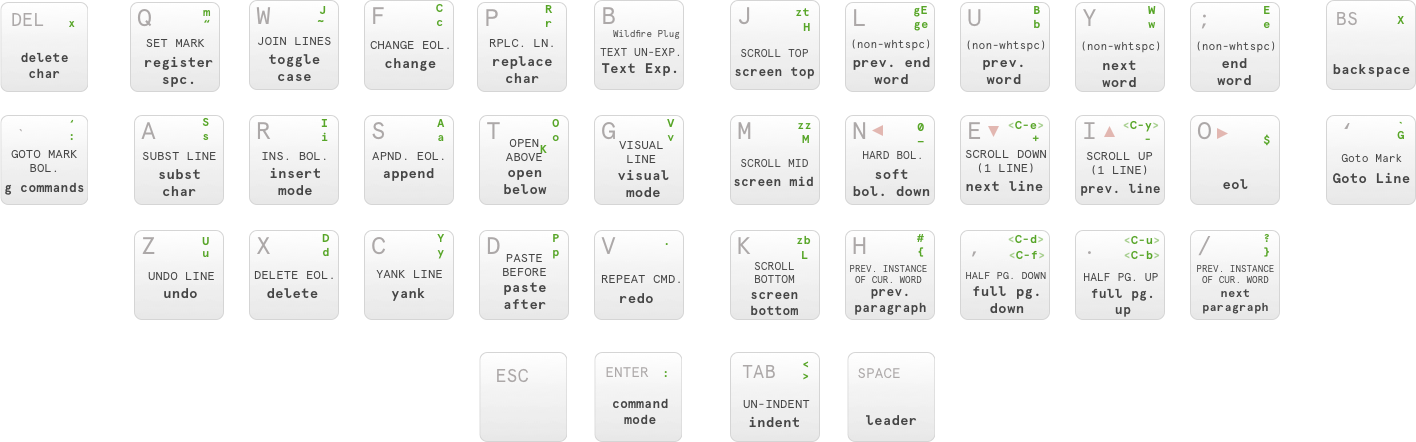 DEL x
delete
char
Q m
"
SET MARK
register
spc.
W J
~
JOIN LINES
toggle
case
F C
c
CHANGE EOL.
change
P R
r
RPLC. LN.
replace
char
B
Wildfire Plug
TEXT UN-EXP.
Text Exp.
J zt
H
SCROLL TOP
screen top
L gE
ge
(non-whtspc)
prev. end
word
U B
b
(non-whtspc)
prev.
word
Y W
w
(non-whtspc)
next
word
; E
e
(non-whtspc)
end
word
BS X
backspace
` ‘
:
GOTO MARK
BOL.
g commands
A S
s
SUBST LINE
subst
char
R I
i
INS. BOL.
insert
mode
S A
a
APND. EOL.
append
T O
o
K
OPEN
ABOVE
open
below
G V
v
VISUAL
LINE
visual
mode
M zz
M
SCROLL MID
screen mid
N ◀ 0
–
HARD BOL.
soft
bol. down
E ▼ <C-e>
+
SCROLL DOWN
(1 LINE)
next line
I ▲ <C-y>
-
SCROLL UP
(1 LINE)
prev. line
O ▶
$
eol
‘ `
G
Goto Mark
Goto Line
Z U
u
UNDO LINE
undo
X D
d
DELETE EOL.
delete
C Y
y
YANK LINE
yank
D P
p
PASTE
BEFORE
paste
after
V .
REPEAT CMD.
redo
K zb
L
SCROLL
BOTTOM
screen
bottom
H #
{
PREV. INSTANCE
OF CUR. WORD
prev.
paragraph
, <C-d>
<C-f>
HALF PG. DOWN
full pg.
down
. <C-u>
<C-b>
HALF PG. UP
full pg.
up
/ ?
}
PREV. INSTANCE
OF CUR. WORD
next
paragraph
ESC
ENTER :
command
mode
TAB <
>
UN-INDENT
indent
SPACE
leader